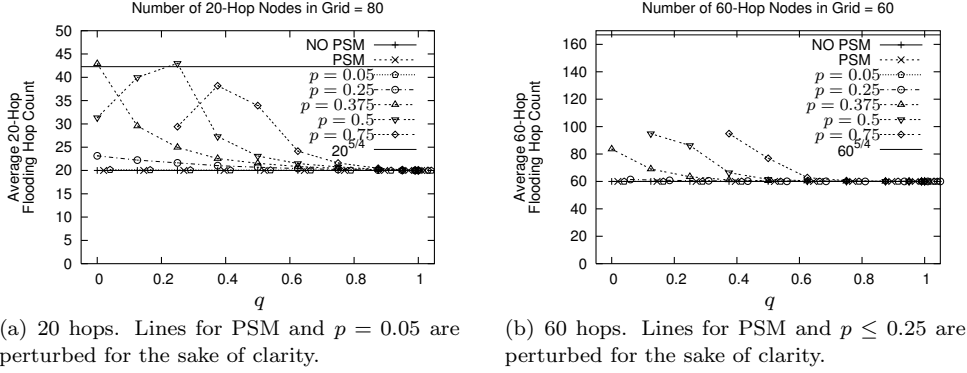 Number of 20-Hop Nodes in Grid = 80
50
45
40
35
30
25
20
15
10
5
0
Average 20-Hop
Flooding Hop Count
NO PSM
PSM
p = 0.05
p = 0.25
p = 0.375
p = 0.5
p = 0.75
20^5/4
0 0.2 0.4 0.6 0.8 1
q
(a) 20 hops. Lines for PSM and p = 0.05 are
perturbed for the sake of clarity.
Number of 60-Hop Nodes in Grid = 60
160
140
120
100
80
60
40
20
0
Average 60-Hop
Flooding Hop Count
NO PSM
PSM
p = 0.05
p = 0.25
p = 0.375
p = 0.5
p = 0.75
60^5/4
0 0.2 0.4 0.6 0.8 1
q
(b) 60 hops. Lines for PSM and p ≤ 0.25 are
perturbed for the sake of clarity.